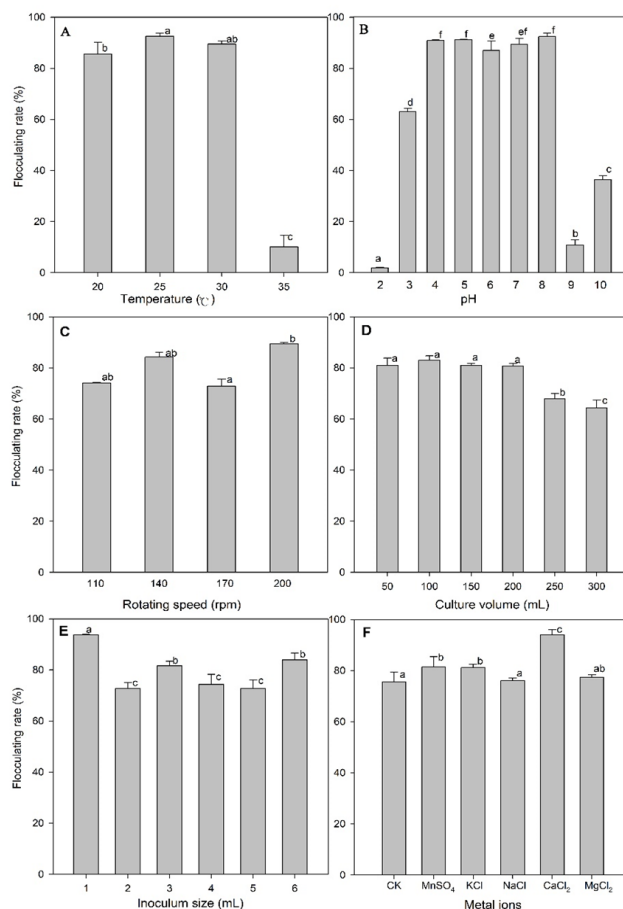 A
B
Flocculating rate (%)
100
80
60
40
20
0
b
a
ab
c
20
25
30
35
Temperature (℃)
100
80
60
40
20
0
a
d
f
f
e
ef
f
b
c
2
3
4
5
6
7
8
9
10
pH
C
D
Flocculating rate (%)
100
80
60
40
20
0
ab
ab
a
b
110
140
170
200
Rotating speed (rpm)
100
80
60
40
20
0
a
a
a
a
b
c
50
100
150
200
250
300
Culture volume (mL)
E
F
Flocculating rate (%)
100
80
60
40
20
0
a
c
b
c
c
b
1
2
3
4
5
6
Inoculum size (mL)
100
80
60
40
20
0
a
b
b
a
c
ab
CK
MnSO₄
KCl
NaCl
CaCl₂
MgCl₂
Metal ions